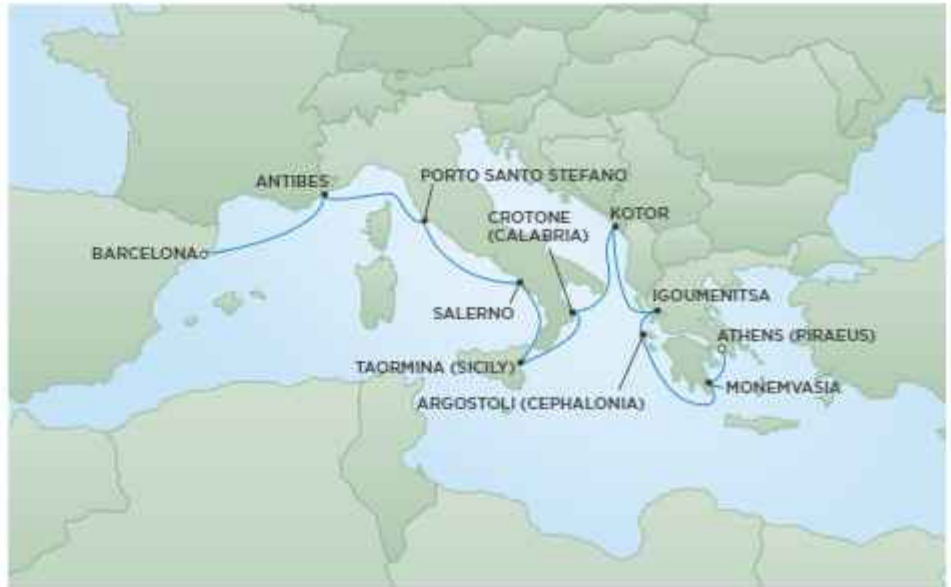 ANTIBES
PORTO SANTO STEFANO
CROTONE
(CALABRIA)
KOTOR
BARCELONA
IGOUMENITSA
SALERNO
ATHENS (PIRAEUS)
TAORMINA (SICILY)
MONEMVASIA
ARGOSTOLI (CEPHALONIA)